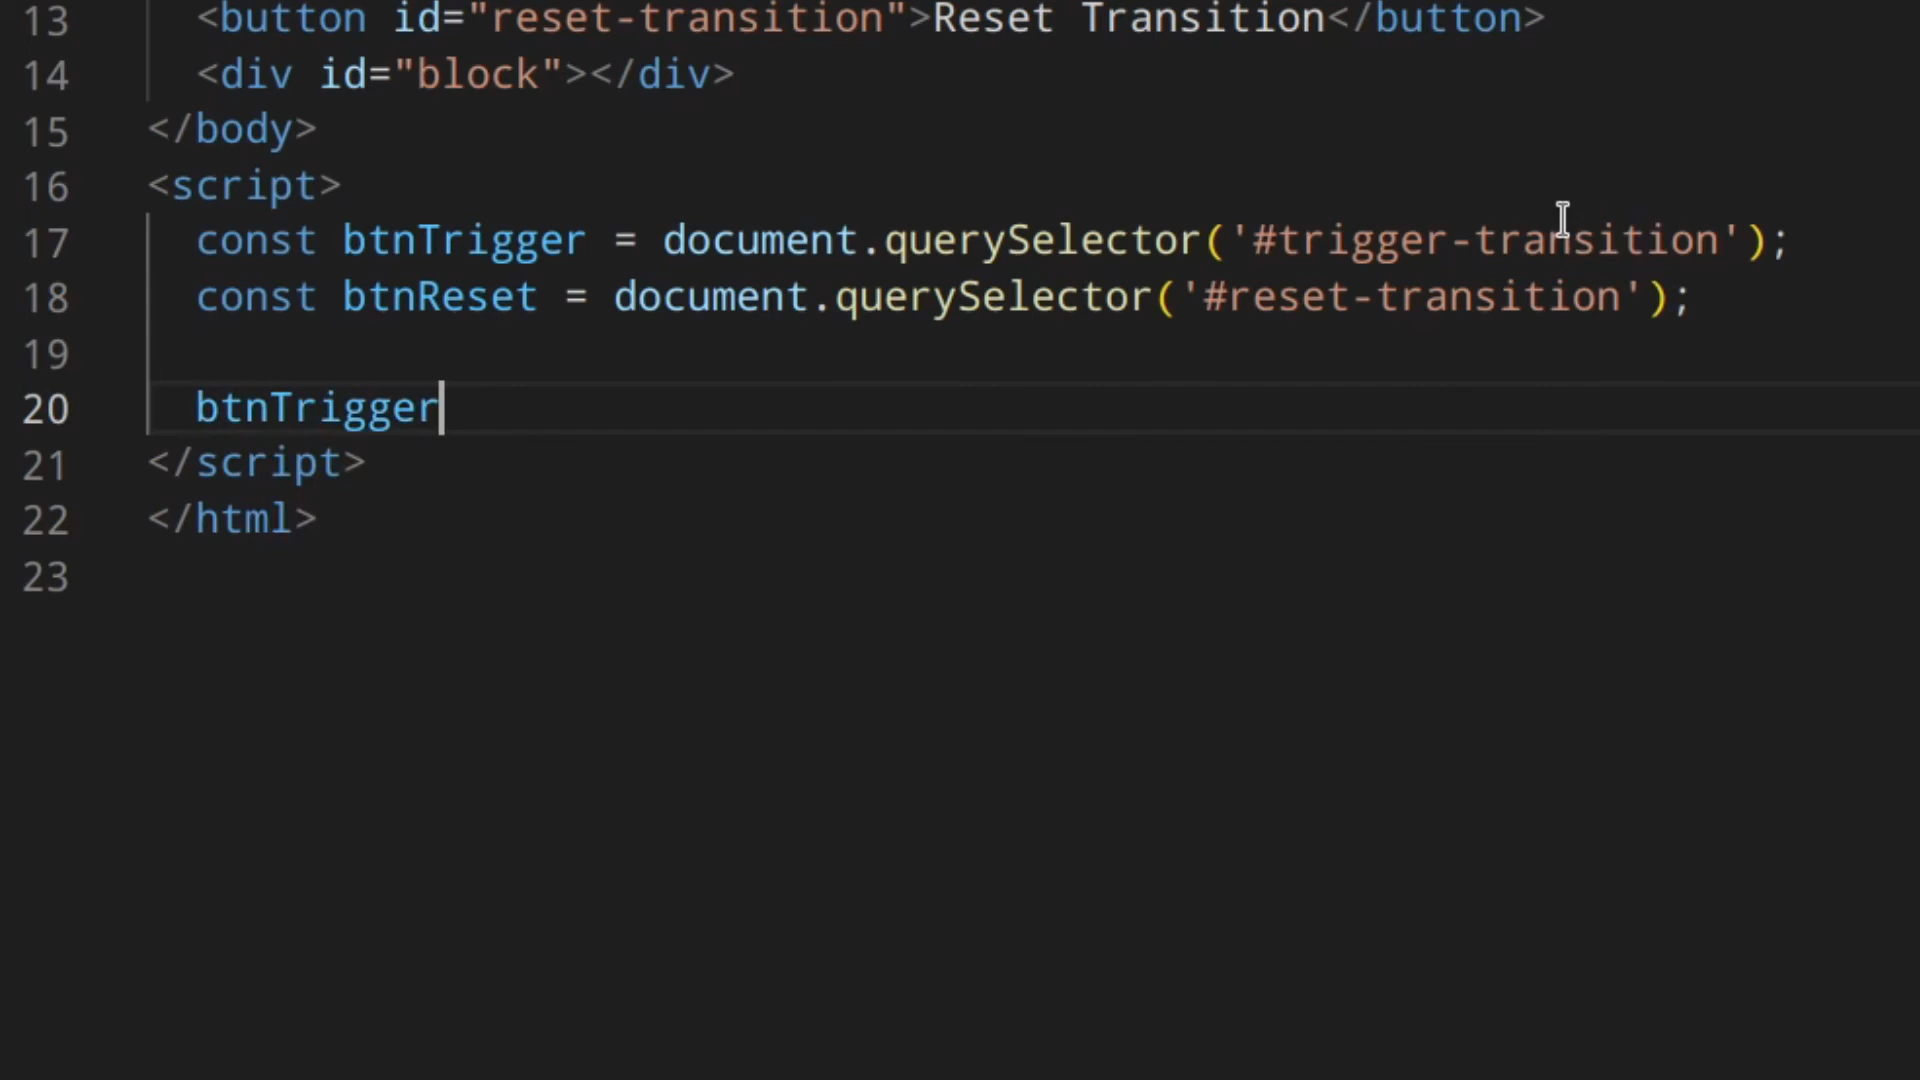 13 <button id="reset-transition">Reset Transition</button>
14 <div id="block"></div>
15 </body>
16 <script>
17 const btnTrigger = document.querySelector('#trigger-transition');
18 const btnReset = document.querySelector('#reset-transition');
19
20 btnTrigger
21 </script>
22 </html>
23